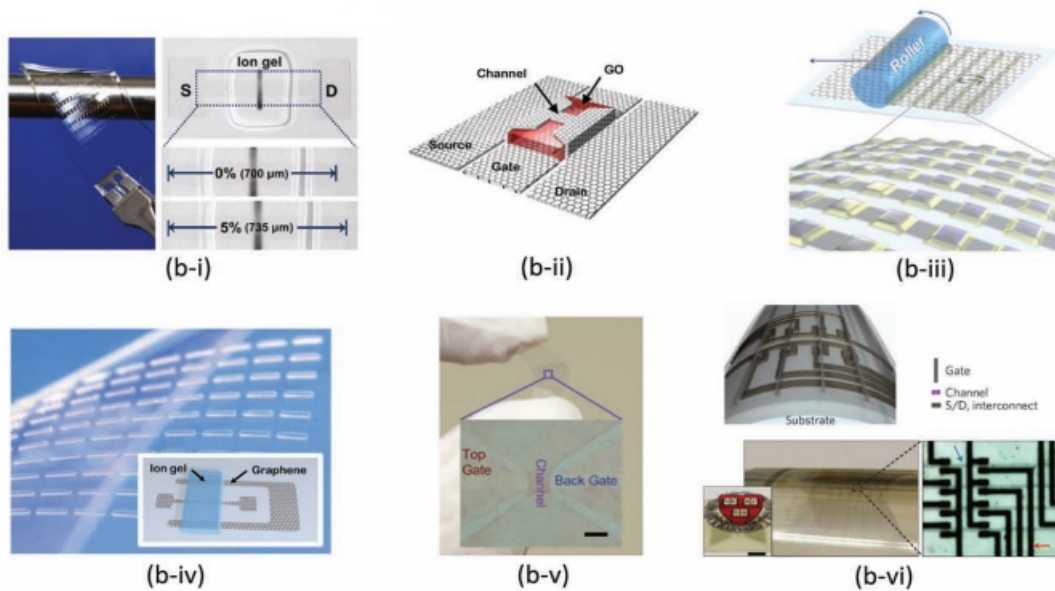 Ion gel
S
D
0% (700 µm)
5% (735 µm)
(b-i)
Channel
GO
Source
Gate
Drain
(b-ii)
Roller
(b-iii)
Ion gel
Graphene
(b-iv)
Top
Gate
Channel
Back Gate
(b-v)
Substrate
Gate
Channel
S/D, interconnect
HARVARD
(b-vi)